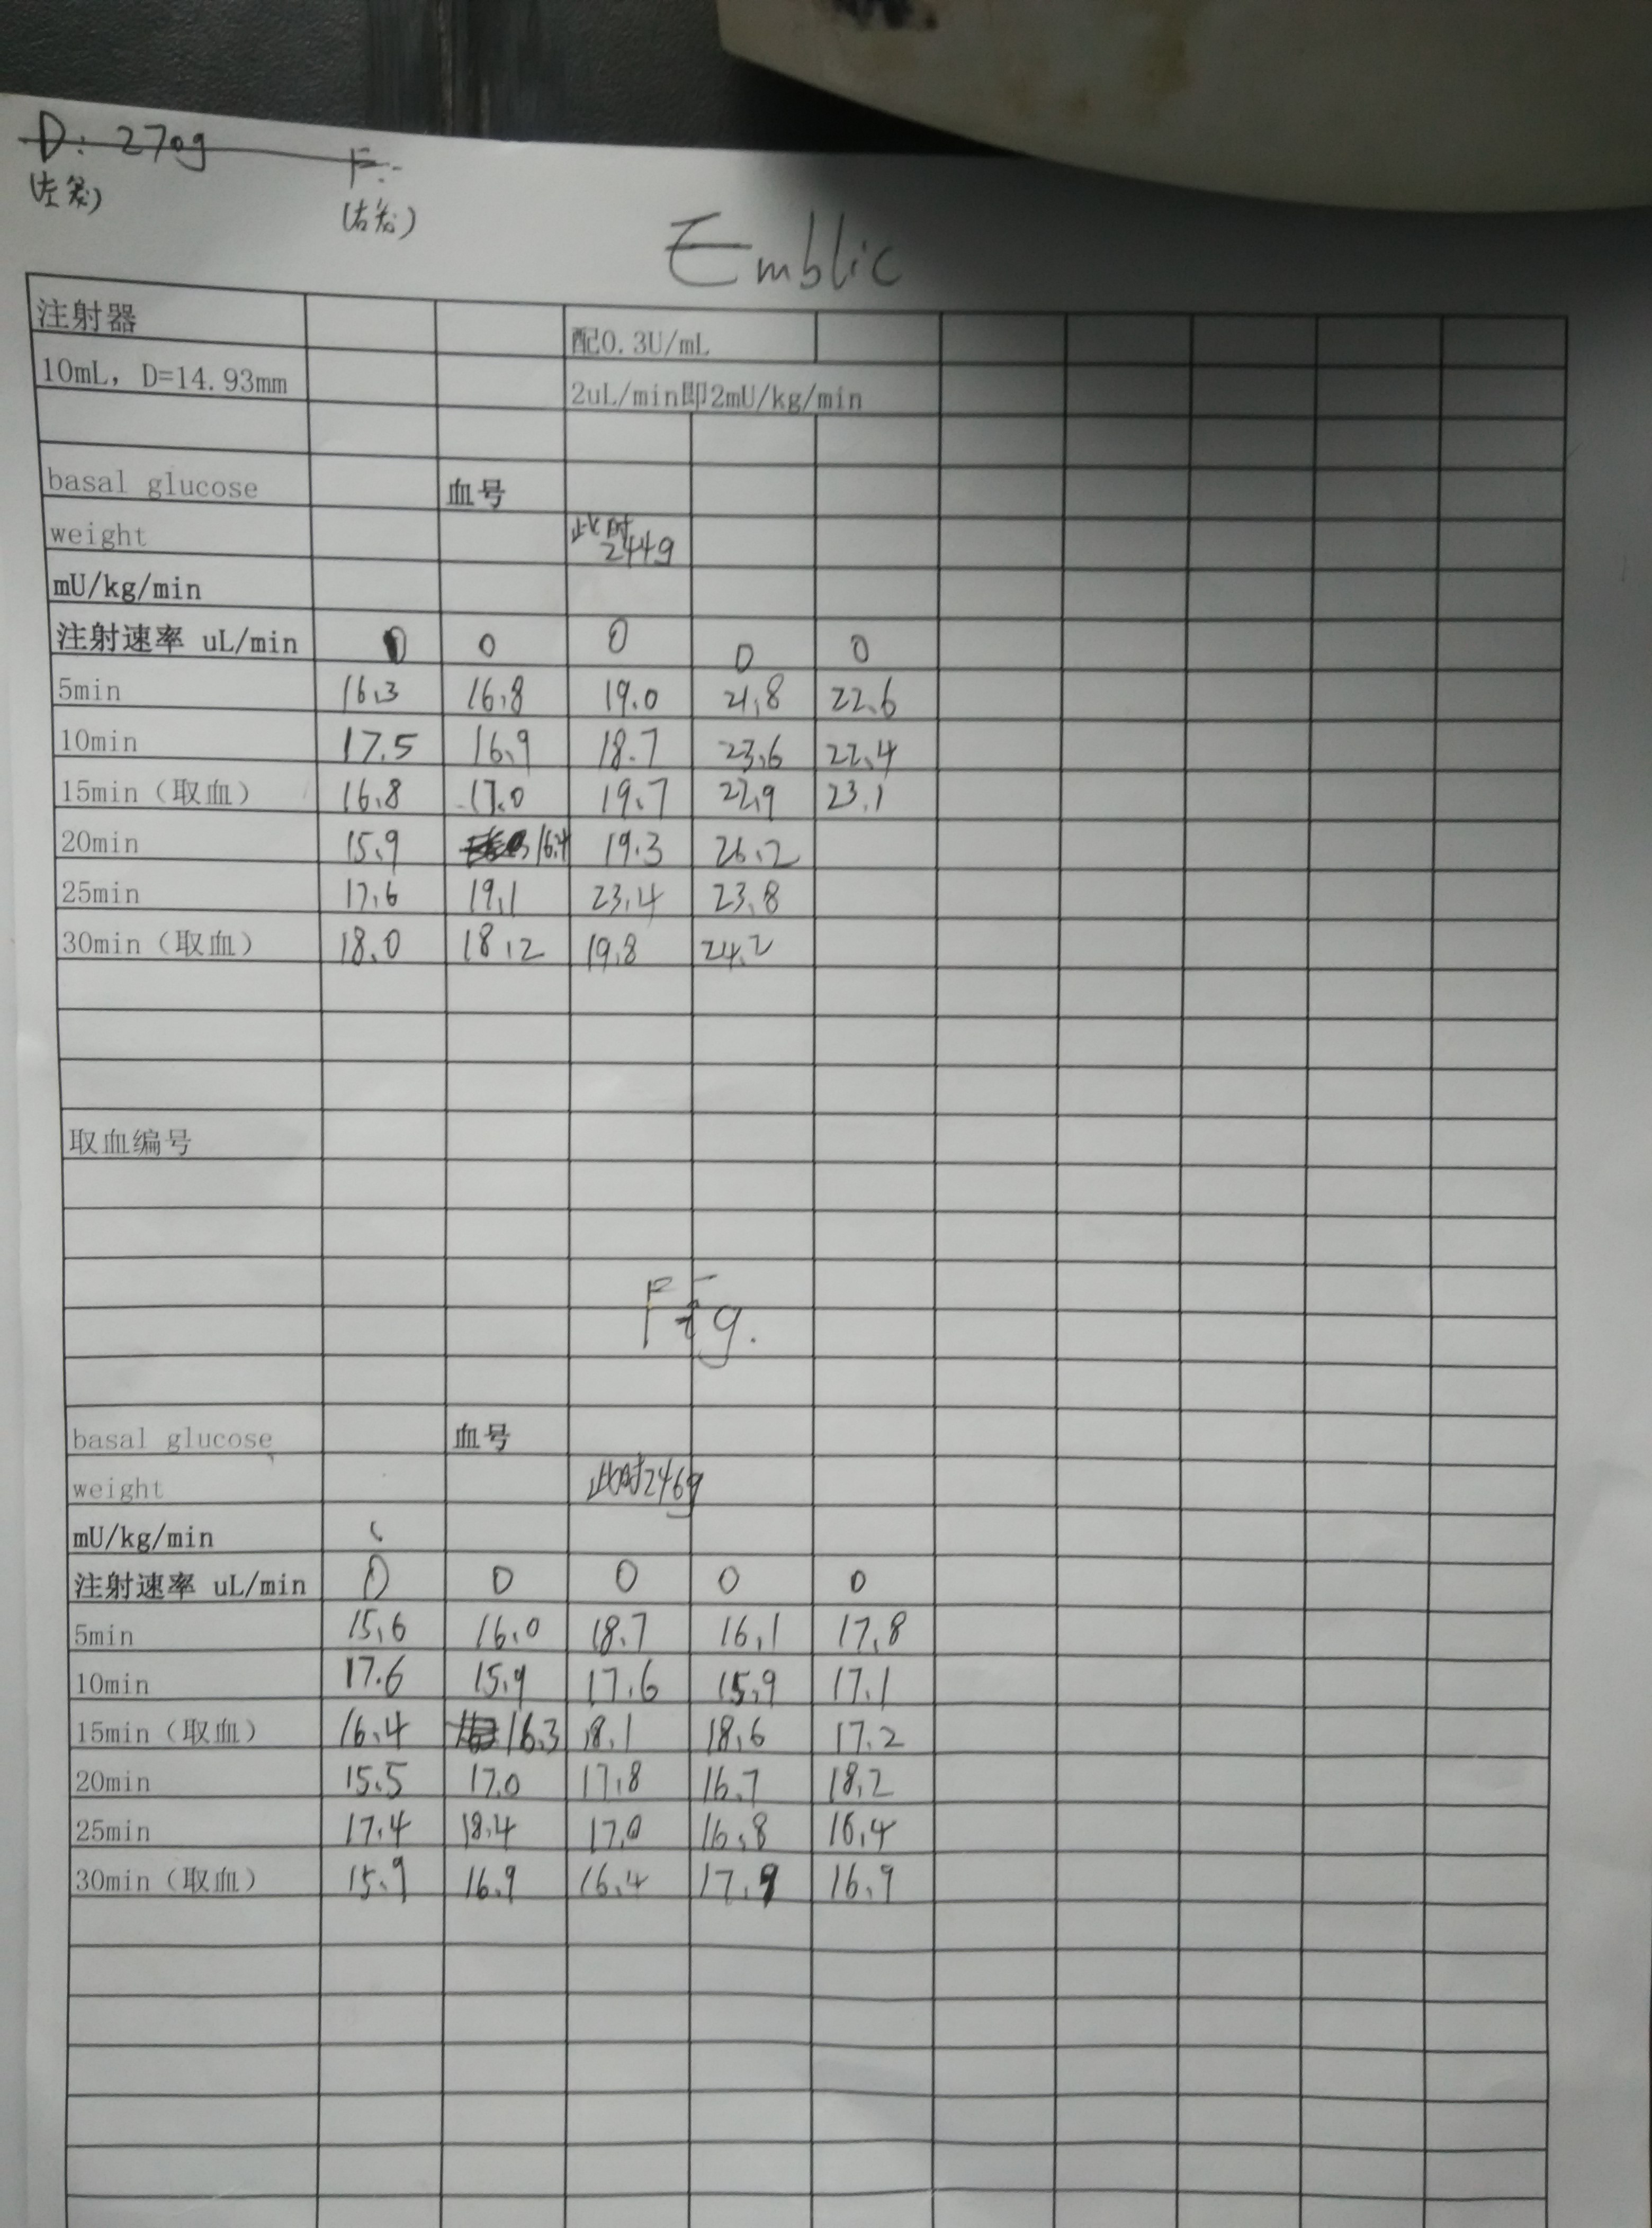 D: 270g F:
(左笼) (右笼)
Emblic
注射器 配0.3U/mL
10mL, D=14.93mm 2uL/min即2mU/kg/min
basal glucose 血号
weight 此时 244g
mU/kg/min
注射速率 uL/min 0 0 0 0 0
5min 16.3 16.8 19.0 21.8 22.6
10min 17.5 16.9 18.7 23.6 22.4
15min（取血） 16.8 17.0 19.7 22.9 23.1
20min 15.9 16.4 19.3 26.2
25min 17.6 19.1 23.4 23.8
30min（取血） 18.0 18.2 19.8 24.2
取血编号
Fig.
basal glucose 血号
weight 此时246g
mU/kg/min
注射速率 uL/min 0 0 0 0 0
5min 15.6 16.0 18.7 16.1 17.8
10min 17.6 15.9 17.6 15.9 17.1
15min（取血） 16.4 16.3 18.1 18.6 17.2
20min 15.5 17.0 17.8 16.7 18.2
25min 17.4 18.4 17.0 16.8 16.4
30min（取血） 15.9 16.9 16.4 17.9 16.9